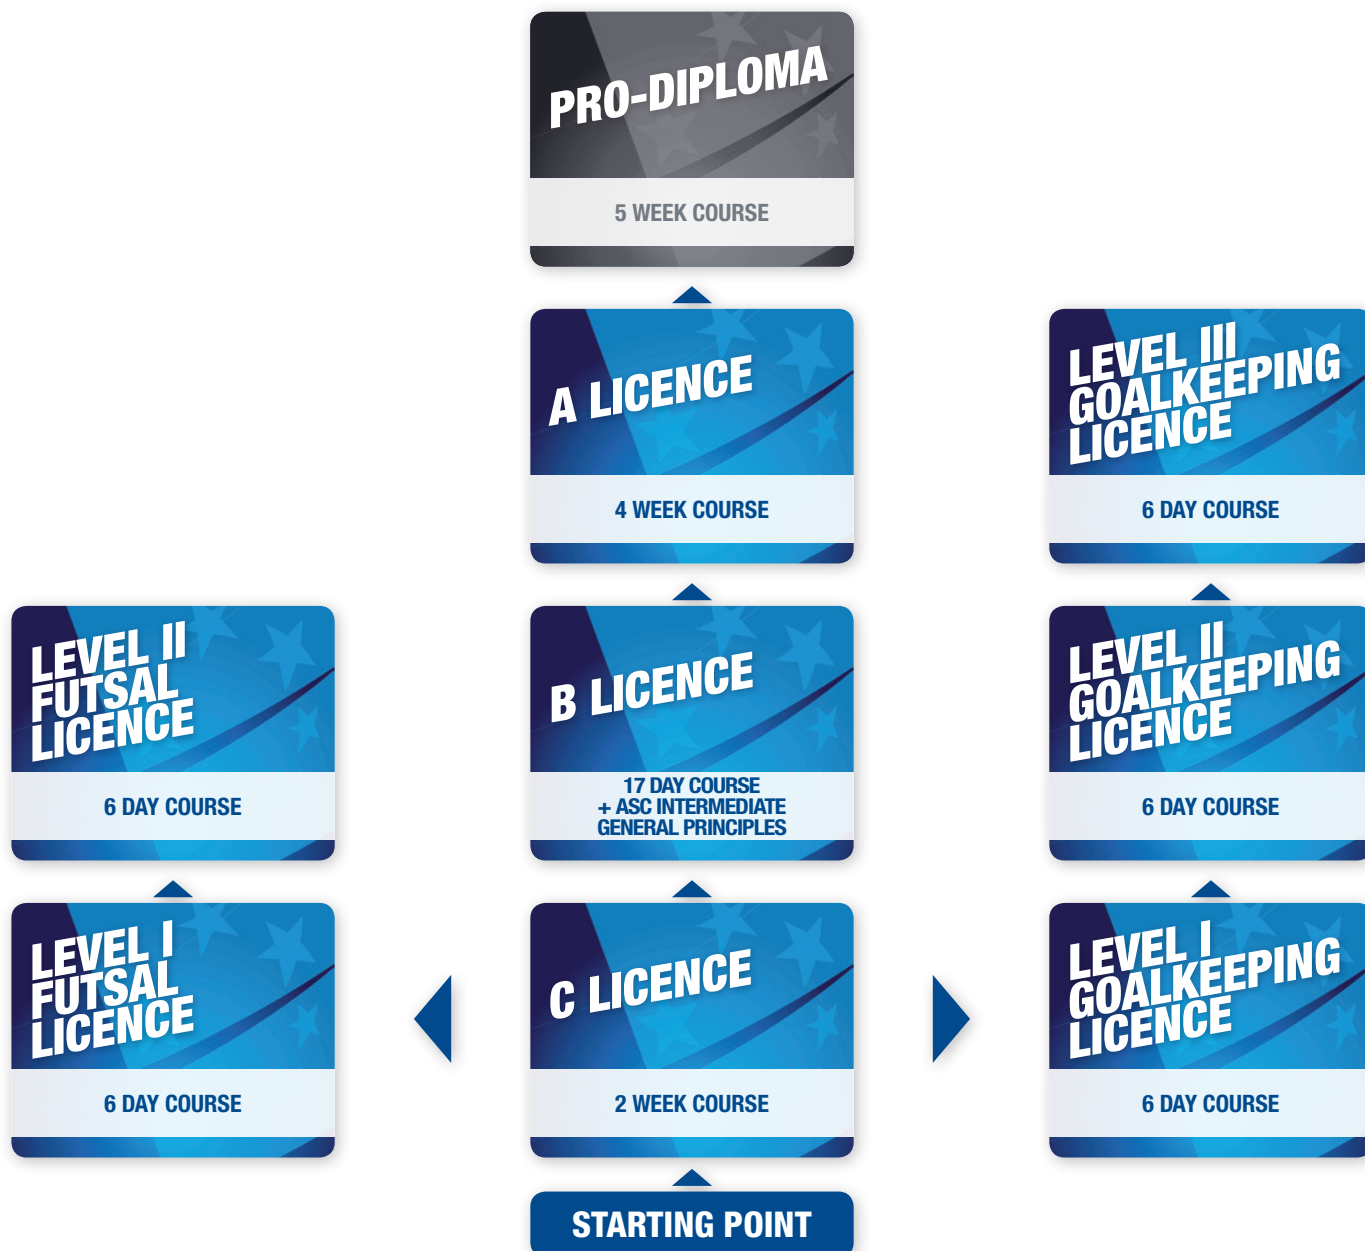 PRO-DIPLOMA
5 WEEK COURSE
A LICENCE
4 WEEK COURSE
LEVEL III
GOALKEEPING
LICENCE
6 DAY COURSE
LEVEL II
FUTSAL
LICENCE
6 DAY COURSE
B LICENCE
17 DAY COURSE
+ ASC INTERMEDIATE
GENERAL PRINCIPLES
LEVEL II
GOALKEEPING
LICENCE
6 DAY COURSE
LEVEL I
FUTSAL
LICENCE
6 DAY COURSE
C LICENCE
2 WEEK COURSE
LEVEL I
GOALKEEPING
LICENCE
6 DAY COURSE
STARTING POINT